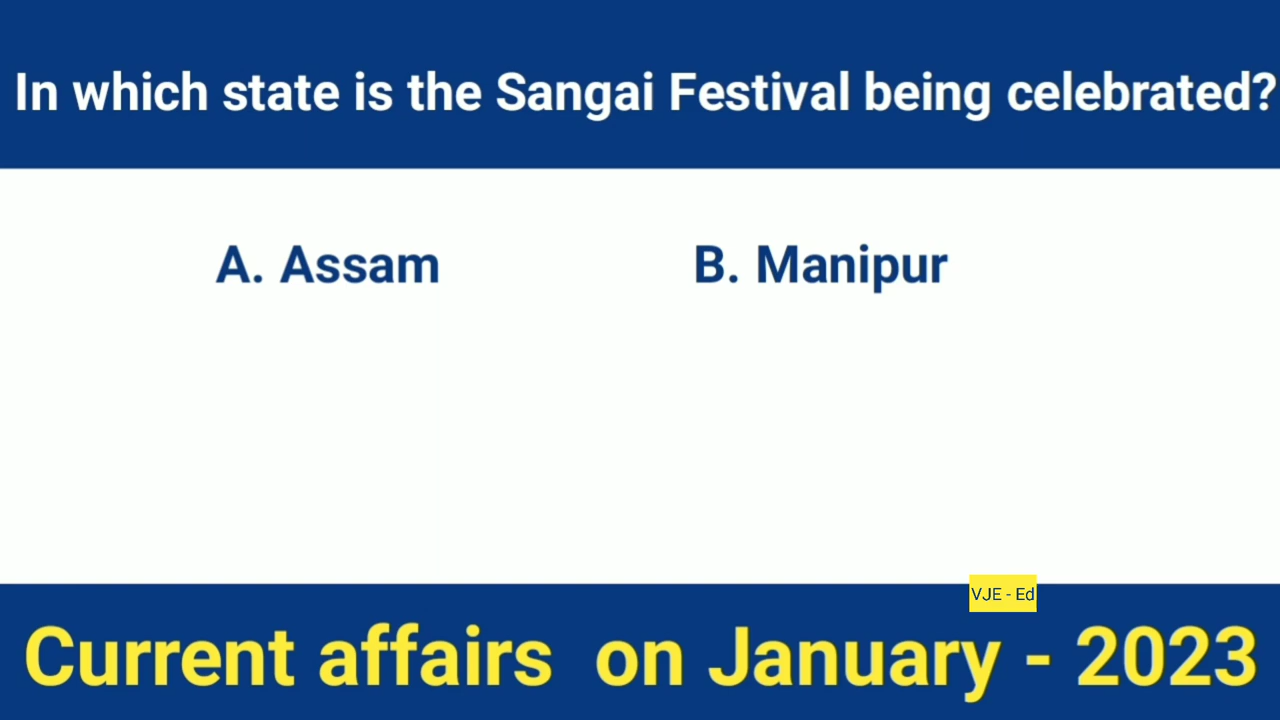 In which state is the Sangai Festival being celebrated?
A. Assam
B. Manipur
VJE - Ed
Current affairs on January - 2023